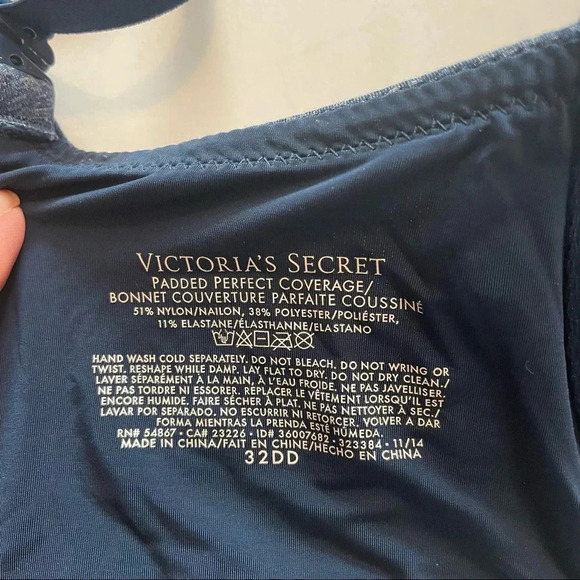 VICTORIA'S SECRET
PADDED PERFECT COVERAGE/
BONNET COUVERTURE PARFAITE COUSSINÉ
51% NYLON/NAILON, 38% POLYESTER/POLIÉSTER,
11% ELASTANE/ÉLASTHANNE/ELASTANO
HAND WASH COLD SEPARATELY. DO NOT BLEACH. DO NOT WRING OR
TWIST. RESHAPE WHILE DAMP. LAY FLAT TO DRY. DO NOT DRY CLEAN./
LAVER SÉPARÉMENT À LA MAIN, À L'EAU FROIDE. NE PAS JAVELLISER.
NE PAS TORDRE NI ESSORER. REPLACER LE VÊTEMENT LORSQU'IL EST
ENCORE HUMIDE. FAIRE SÉCHER À PLAT. NE PAS NETTOYER À SEC./
LAVAR POR SEPARADO. NO ESCURRIR NI RETORCER. VOLVER A DAR
FORMA MIENTRAS LA PRENDA ESTÉ HÚMEDA.
RN# 54867 • CA# 23226 • ID# 36007682 • 323384 • 11/14
MADE IN CHINA/FAIT EN CHINE/HECHO EN CHINA
32DD